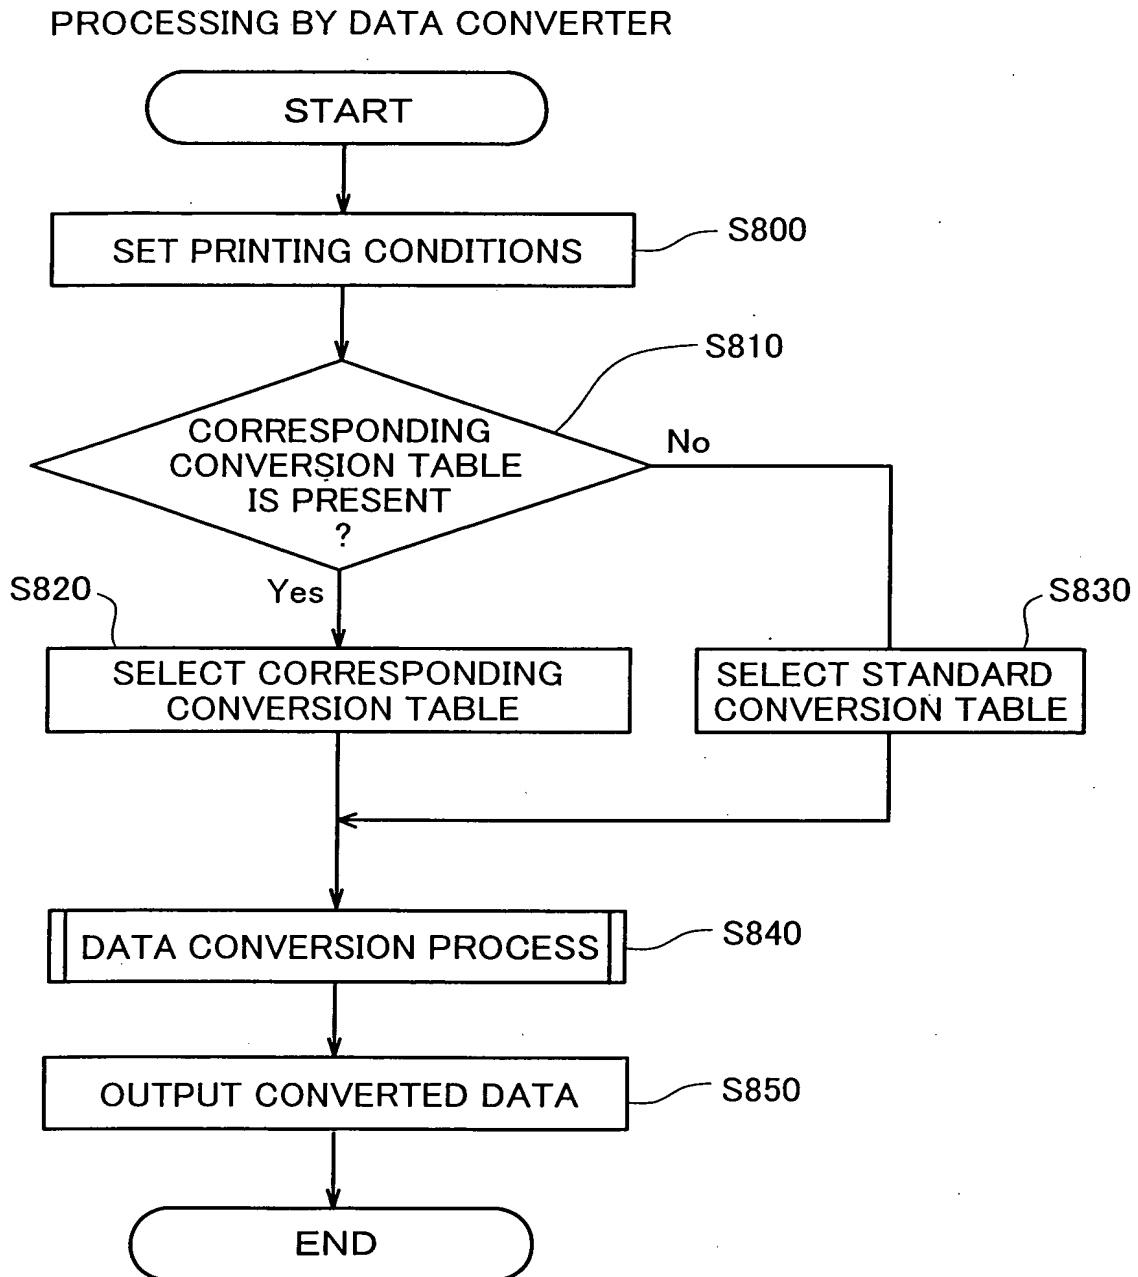 PROCESSING BY DATA CONVERTER
START
SET PRINTING CONDITIONS
S800
S810
CORRESPONDING
CONVERSION TABLE
IS PRESENT
?
No
Yes
S820
SELECT CORRESPONDING
CONVERSION TABLE
S830
SELECT STANDARD
CONVERSION TABLE
DATA CONVERSION PROCESS
S840
OUTPUT CONVERTED DATA
S850
END